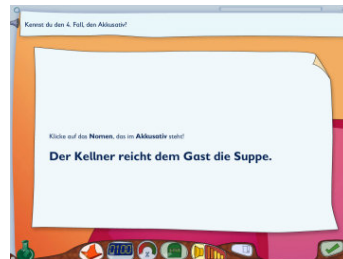 Kennst du den 4. Fall, den Akkusativ?
Klicke auf das Nomen, das im Akkusativ steht!
Der Kellner reicht dem Gast die Suppe.